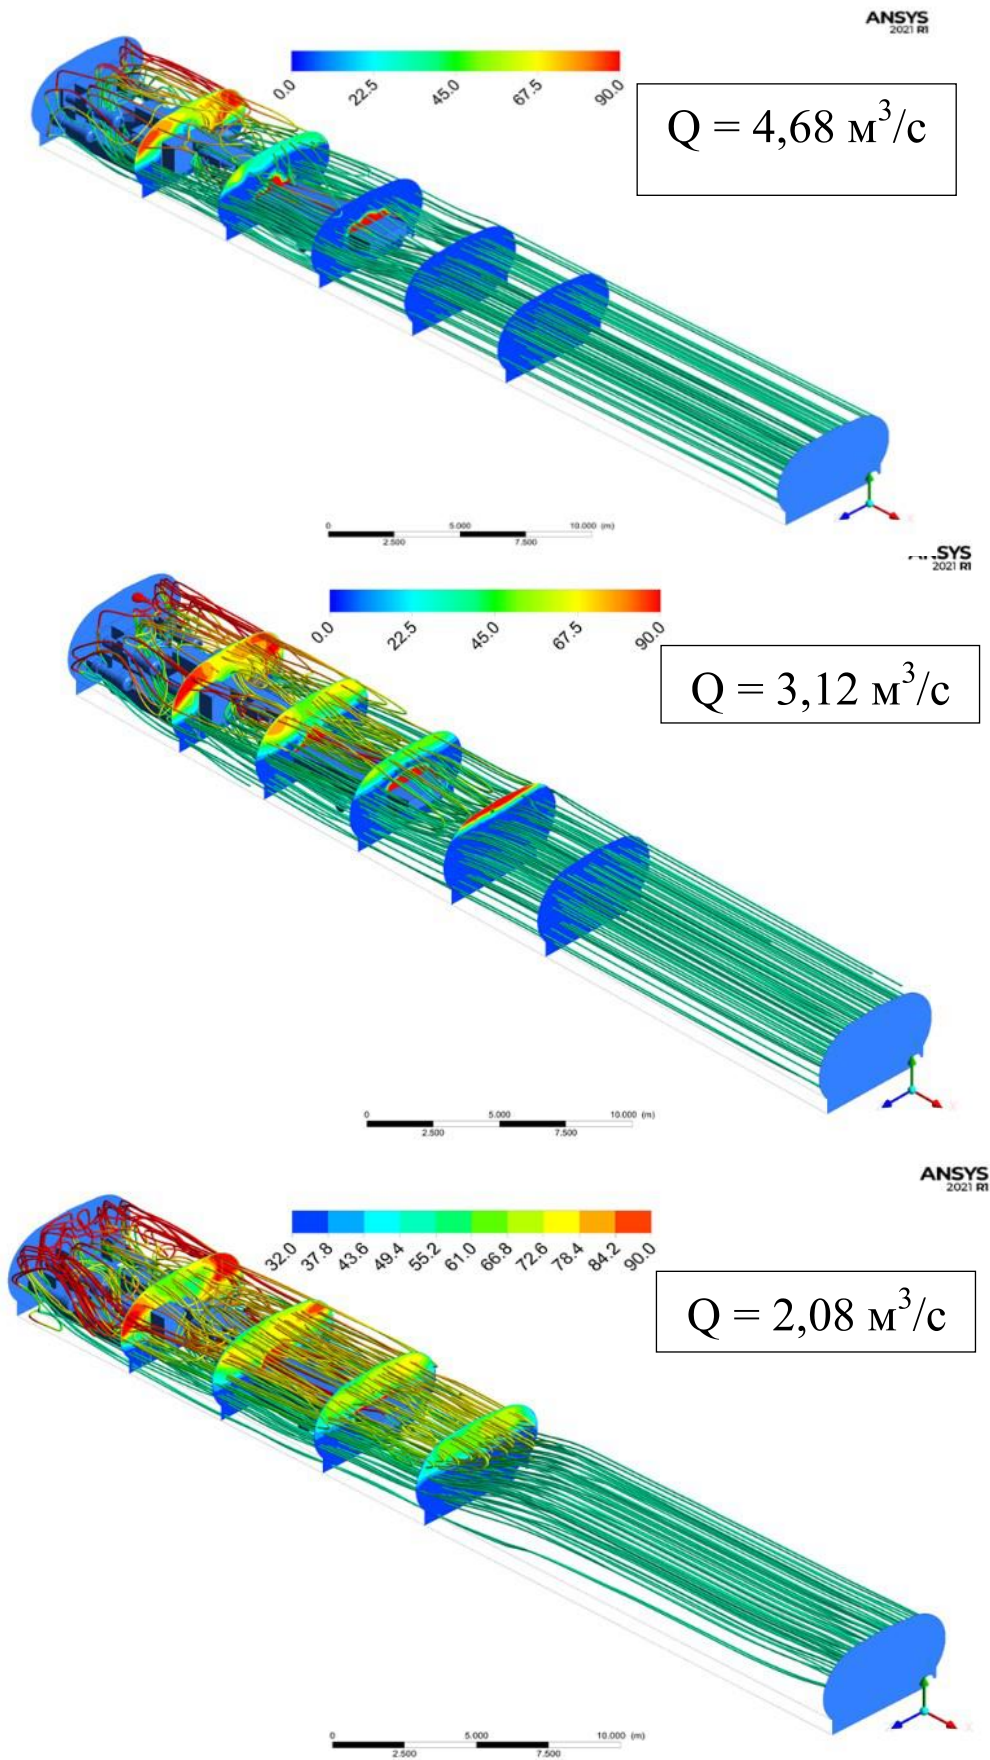 ANSYS
2021 R1
0.0 22.5 45.0 67.5 90.0
Q = 4,68 м³/с
0 5.000 10.000 (m)
2.500 7.500
2021 R1
0.0 22.5 45.0 67.5 90.0
Q = 3,12 м³/с
0 5.000 10.000 (m)
2.500 7.500
ANSYS
2021 R1
32.0 37.8 43.6 49.4 55.2 61.0 66.8 72.6 78.4 84.2 90.0
Q = 2,08 м³/с
0 5.000 10.000 (m)
2.500 7.500